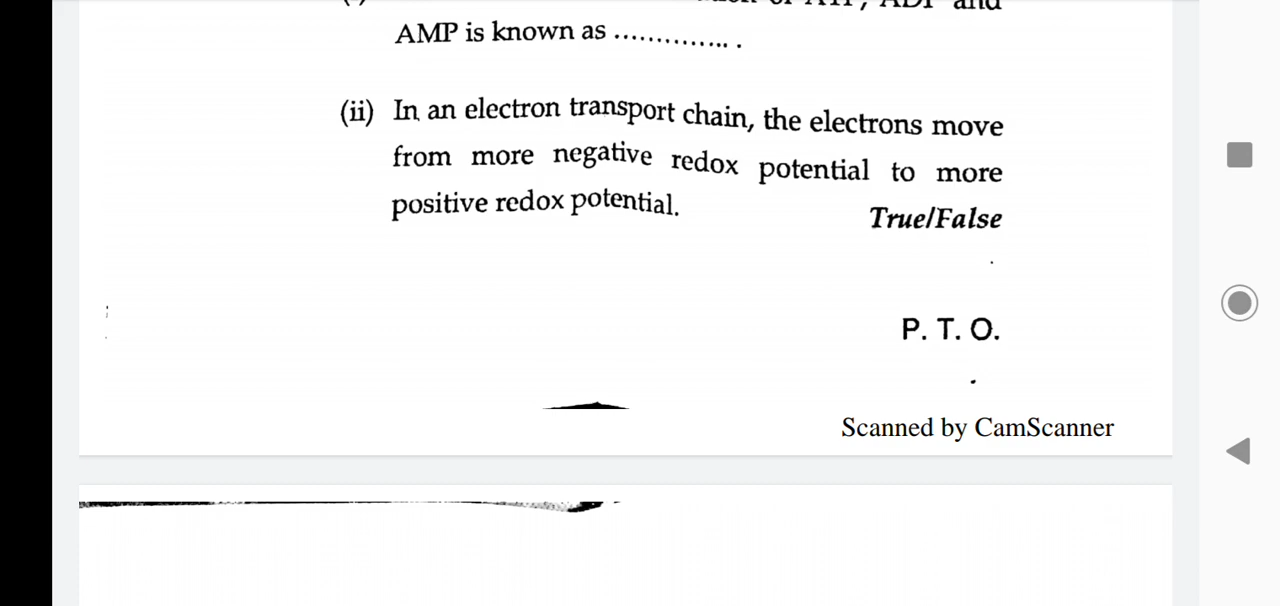 AMP is known as .............. .
(ii) In an electron transport chain, the electrons move
from more negative redox potential to more
positive redox potential. True/False
P. T. O.
Scanned by CamScanner